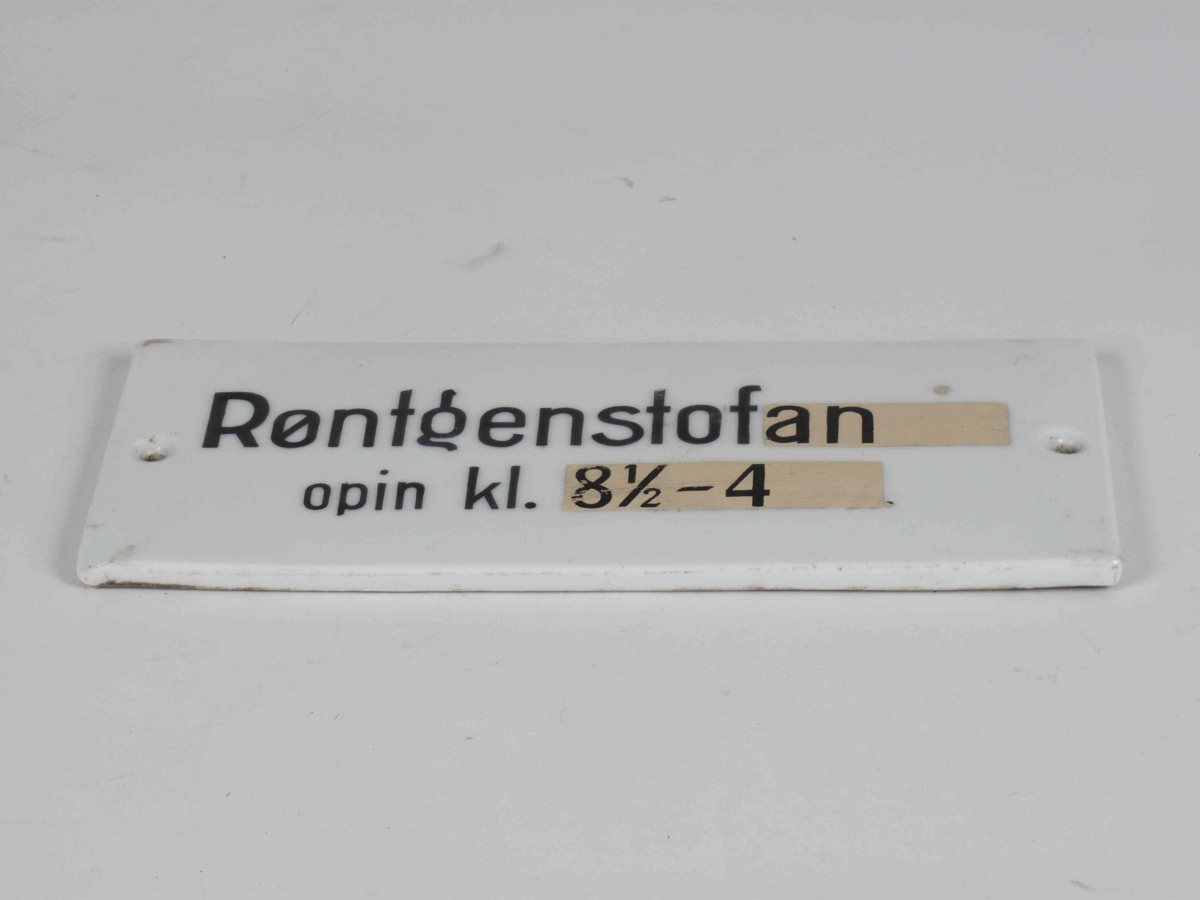 Røntgenstofan
opin kl. 8½-4